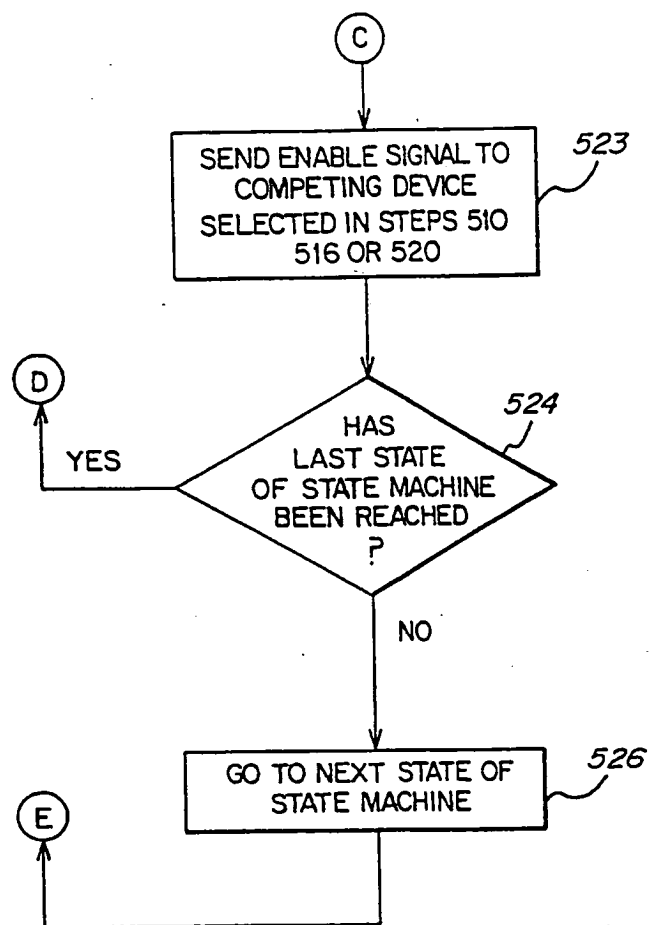 C
SEND ENABLE SIGNAL TO
COMPETING DEVICE
SELECTED IN STEPS 510
516 OR 520
523
D
YES
HAS
LAST STATE
OF STATE MACHINE
BEEN REACHED
?
524
NO
GO TO NEXT STATE OF
STATE MACHINE
526
E